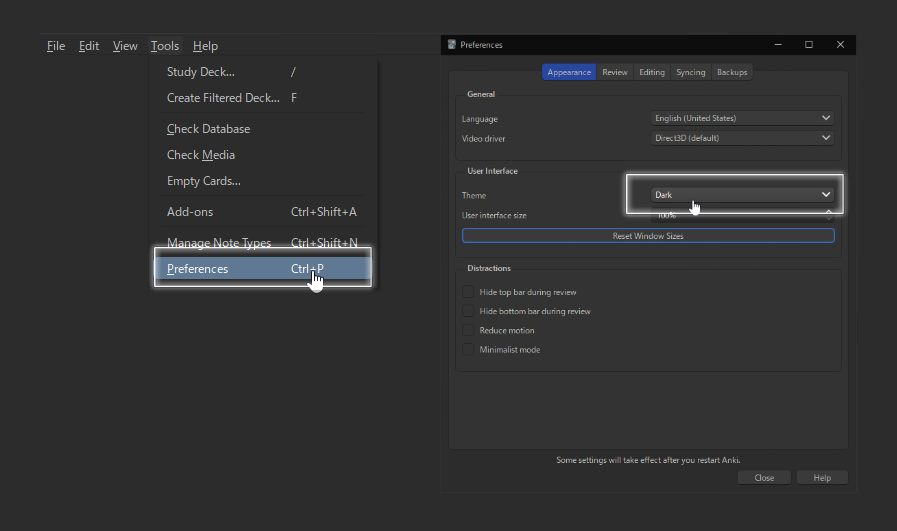 File Edit View Tools Help
Study Deck... /
Create Filtered Deck... F
Check Database
Check Media
Empty Cards...
Add-ons Ctrl+Shift+A
Manage Note Types Ctrl+Shift+N
Preferences Ctrl+P
Preferences
Appearance Review Editing Syncing Backups
General
Language English (United States)
Video driver Direct3D (default)
User Interface
Theme Dark
User interface size 100%
Reset Window Sizes
Distractions
Hide top bar during review
Hide bottom bar during review
Reduce motion
Minimalist mode
Some settings will take effect after you restart Anki.
Close Help